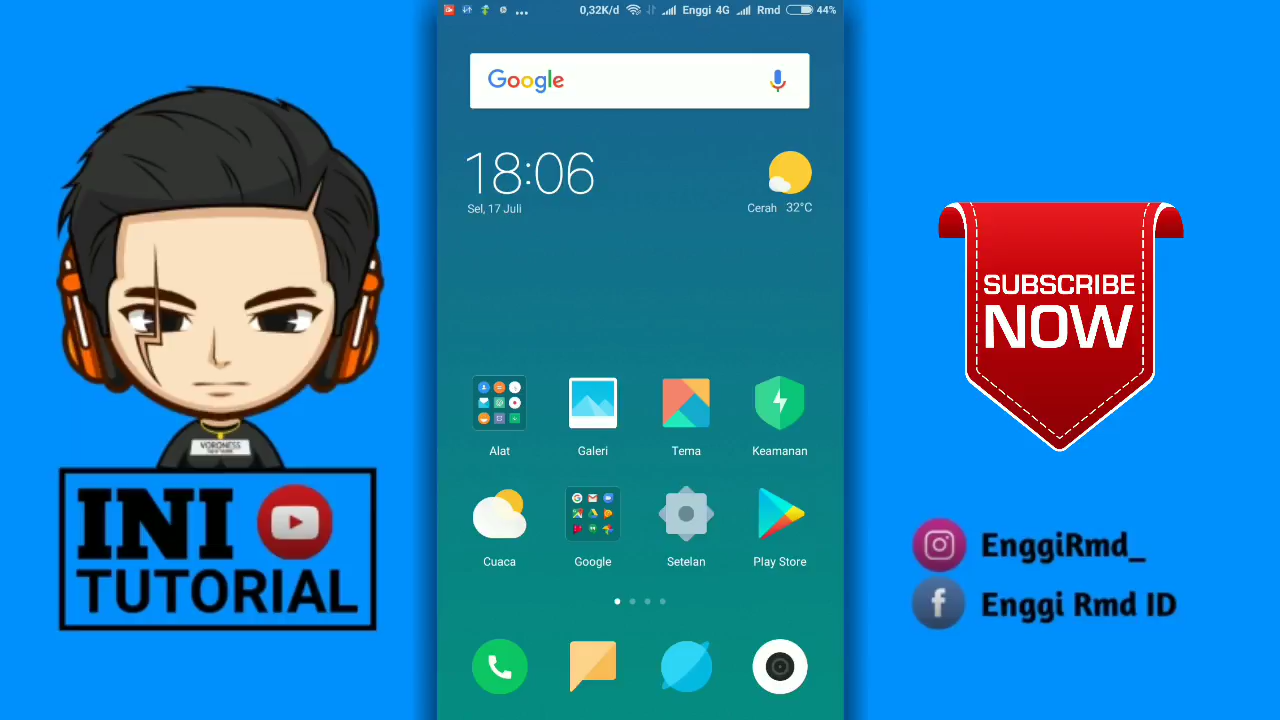 0,32K/d
Enggi 4G
Rmd
44%
Google
18:06
Sel, 17 Juli
Cerah 32°C
Alat
Galeri
Tema
Keamanan
Cuaca
Google
Setelan
Play Store
VORONESS
INI
TUTORIAL
SUBSCRIBE
NOW
EnggiRmd_
Enggi Rmd ID